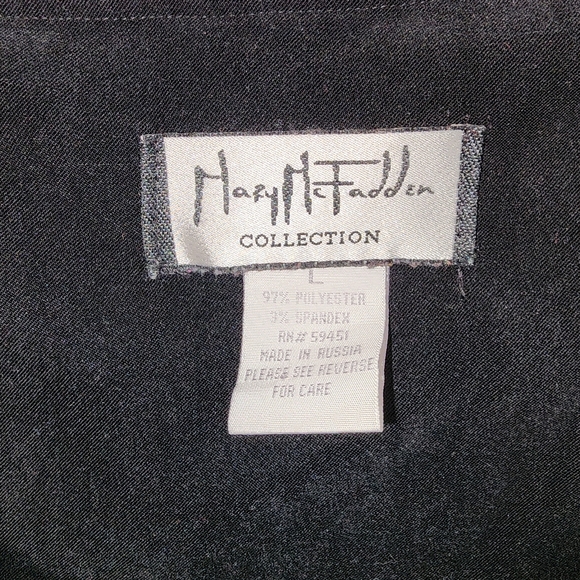 Mary McFadden
COLLECTION
L
97% POLYESTER
3% SPANDEX
RN# 59451
MADE IN RUSSIA
PLEASE SEE REVERSE
FOR CARE